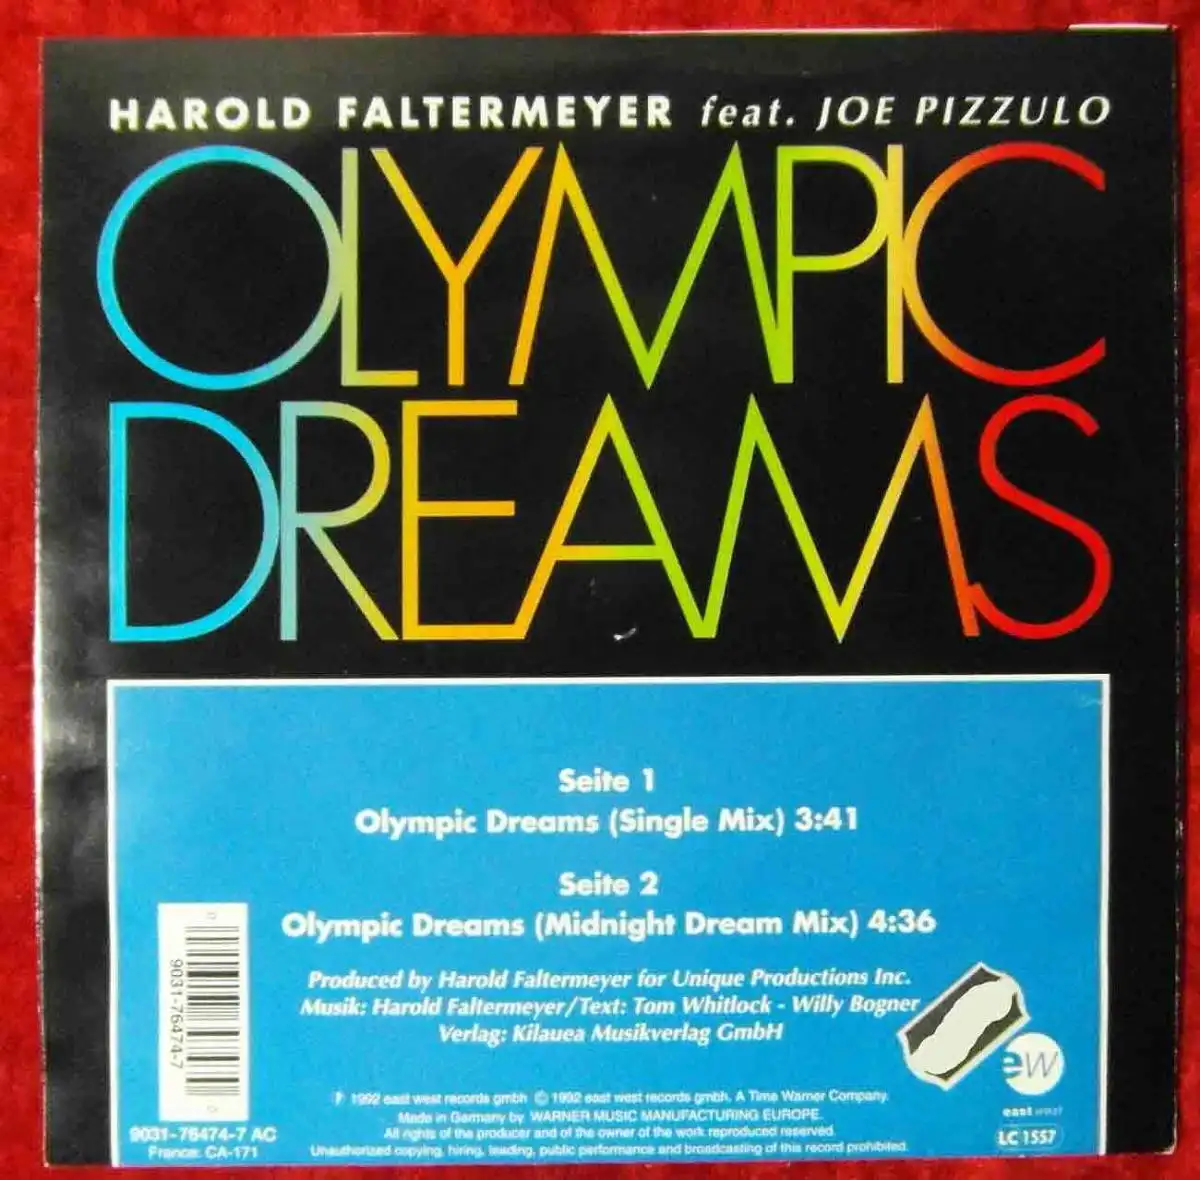 HAROLD FALTERMEYER feat. JOE PIZZULO
OLYMPIC
DREAMS
Seite 1
Olympic Dreams (Single Mix) 3:41
Seite 2
Olympic Dreams (Midnight Dream Mix) 4:36
Produced by Harold Faltermeyer for Unique Productions Inc.
Musik: Harold Faltermeyer/Text: Tom Whitlock - Willy Bogner
Verlag: Kilauea Musikverlag GmbH
9031-76474-7
ew
east west
LC 1557
℗ 1992 east west records gmbh © 1992 east west records gmbh. A Time Warner Company.
Made in Germany by WARNER MUSIC MANUFACTURING EUROPE.
All rights of the producer and of the owner of the work reproduced reserved.
Unauthorized copying, hiring, lending, public performance and broadcasting of this record prohibited.
9031-76474-7 AC
France: CA-171